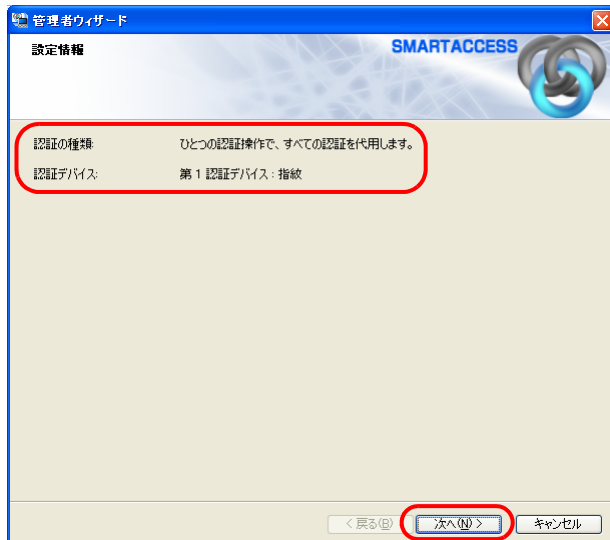 管理者ウィザード
設定情報
SMARTACCESS
認証の種類: ひとつの認証操作で、すべての認証を代用します。
認証デバイス: 第1認証デバイス：指紋
< 戻る(B) 次へ(N) > キャンセル